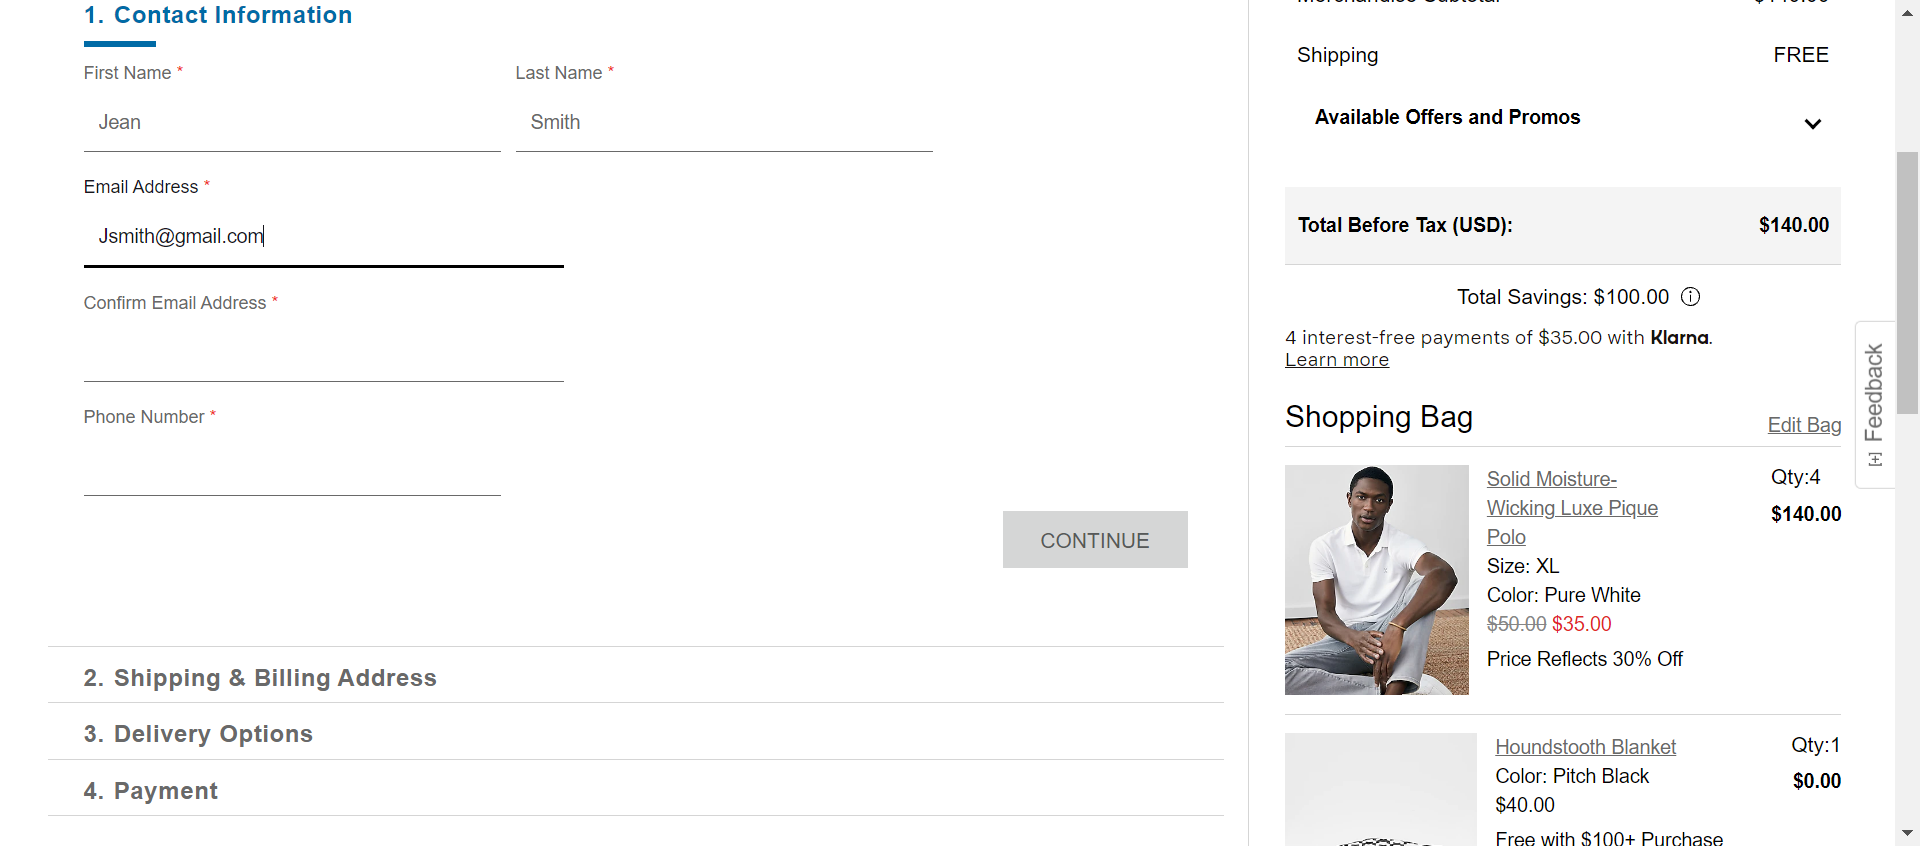 1. Contact Information
First Name *
Last Name *
Jean
Smith
Email Address *
Jsmith@gmail.com
Confirm Email Address *
Phone Number *
CONTINUE
2. Shipping & Billing Address
3. Delivery Options
4. Payment
Shipping FREE
Available Offers and Promos
Total Before Tax (USD): $140.00
Total Savings: $100.00
4 interest-free payments of $35.00 with Klarna.
Learn more
Shopping Bag
Edit Bag
Solid Moisture-
Wicking Luxe Pique
Polo
Size: XL
Color: Pure White
$50.00 $35.00
Price Reflects 30% Off
Qty:4
$140.00
Houndstooth Blanket
Color: Pitch Black
$40.00
Free with $100+ Purchase
Qty:1
$0.00
[+] Feedback